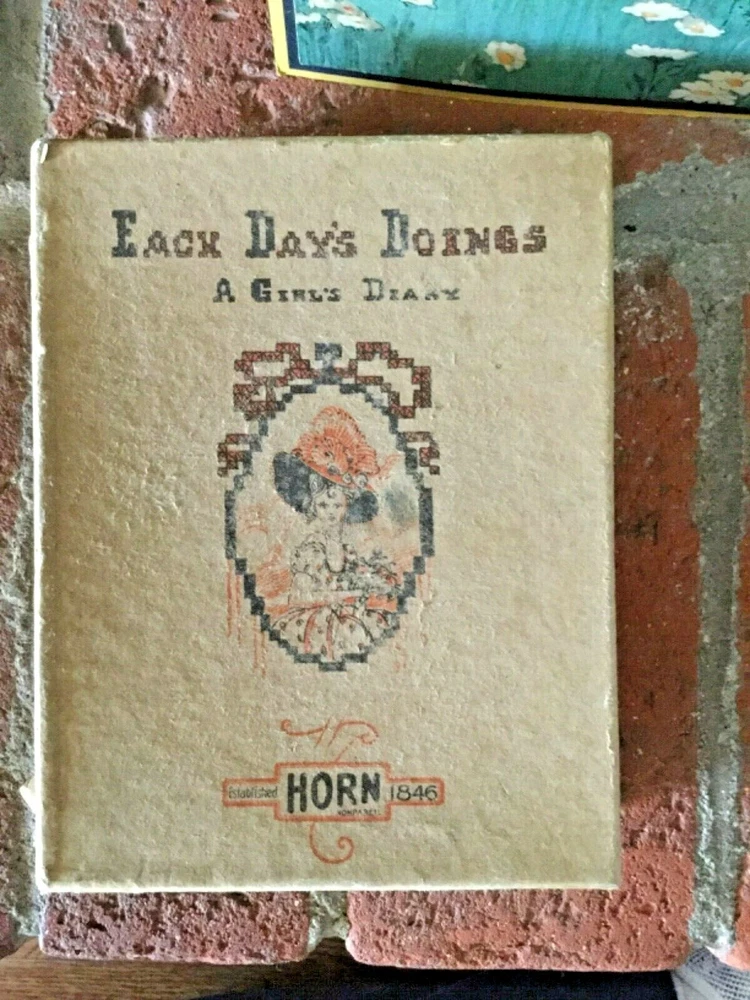 Each Day's Doings
A Girl's Diary
Established HORN 1846